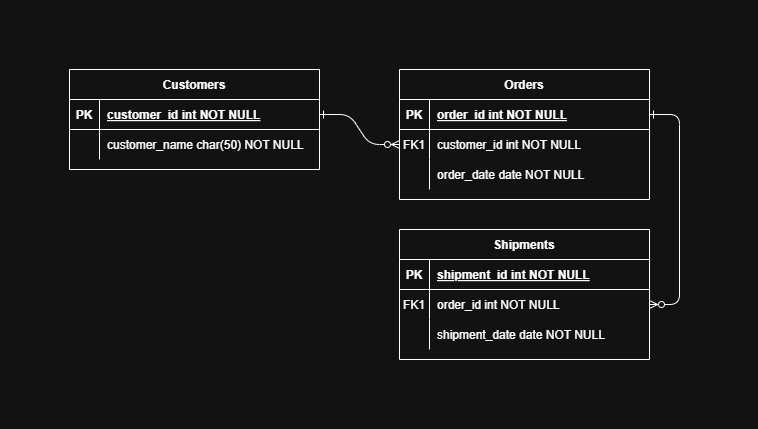 Customers
PK customer_id int NOT NULL
customer_name char(50) NOT NULL
Orders
PK order_id int NOT NULL
FK1 customer_id int NOT NULL
order_date date NOT NULL
Shipments
PK shipment_id int NOT NULL
FK1 order_id int NOT NULL
shipment_date date NOT NULL